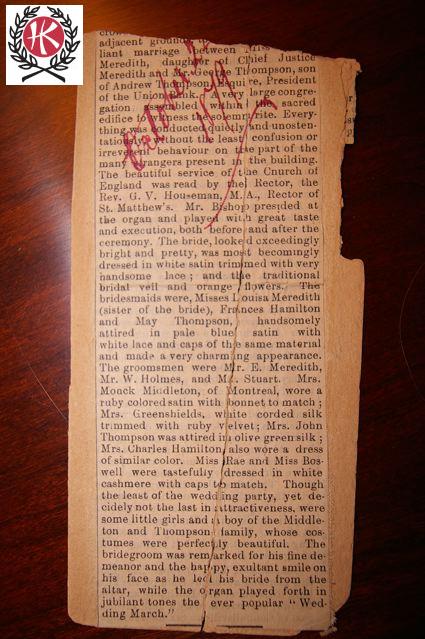 HK
adjacent grounds
liant marriage between Miss
Meredith, daughter of Chief Justice
Meredith and Mr. George Thompson, son
of Andrew Thompson, Esquire, President
of the Union Bank. A very large congre-
gation assembled within the sacred
edifice to witness the solemn rite. Every-
thing was conducted quietly and unosten-
tatiously without the least confusion or
irreverent behaviour on the part of the
many strangers present in the building.
The beautiful service of the Church of
England was read by the Rector, the
Rev. G. V. Houseman, M.A., Rector of
St. Matthew's. Mr. Bishop presided at
the organ and played with great taste
and execution, both before and after the
ceremony. The bride, looked exceedingly
bright and pretty, was most becomingly
dressed in white satin trimmed with very
handsome lace; and the traditional
bridal veil and orange flowers. The
bridesmaids were, Misses Louisa Meredith
(sister of the bride), Frances Hamilton
and May Thompson, handsomely
attired in pale blue satin with
white lace and caps of the same material
and made a very charming appearance.
The groomsmen were Mr. E. Meredith,
Mr. W. Holmes, and Mr. Stuart. Mrs.
Monck Middleton, of Montreal, wore a
ruby colored satin with bonnet to match;
Mrs. Greenshields, white corded silk
trimmed with ruby velvet; Mrs. John
Thompson was attired in olive green silk;
Mrs. Charles Hamilton also wore a dress
of similar color. Miss Rae and Miss Bos-
well were tastefully dressed in white
cashmere with caps to match. Though
the least of the wedding party, yet de-
cidely not the last in attractiveness, were
some little girls and a boy of the Middle-
ton and Thompson family, whose cos-
tumes were perfectly beautiful. The
bridegroom was remarked for his fine de-
meanor and the happy, exultant smile on
his face as he led his bride from the
altar, while the organ played forth in
jubilant tones the ever popular "Wed-
ding March."